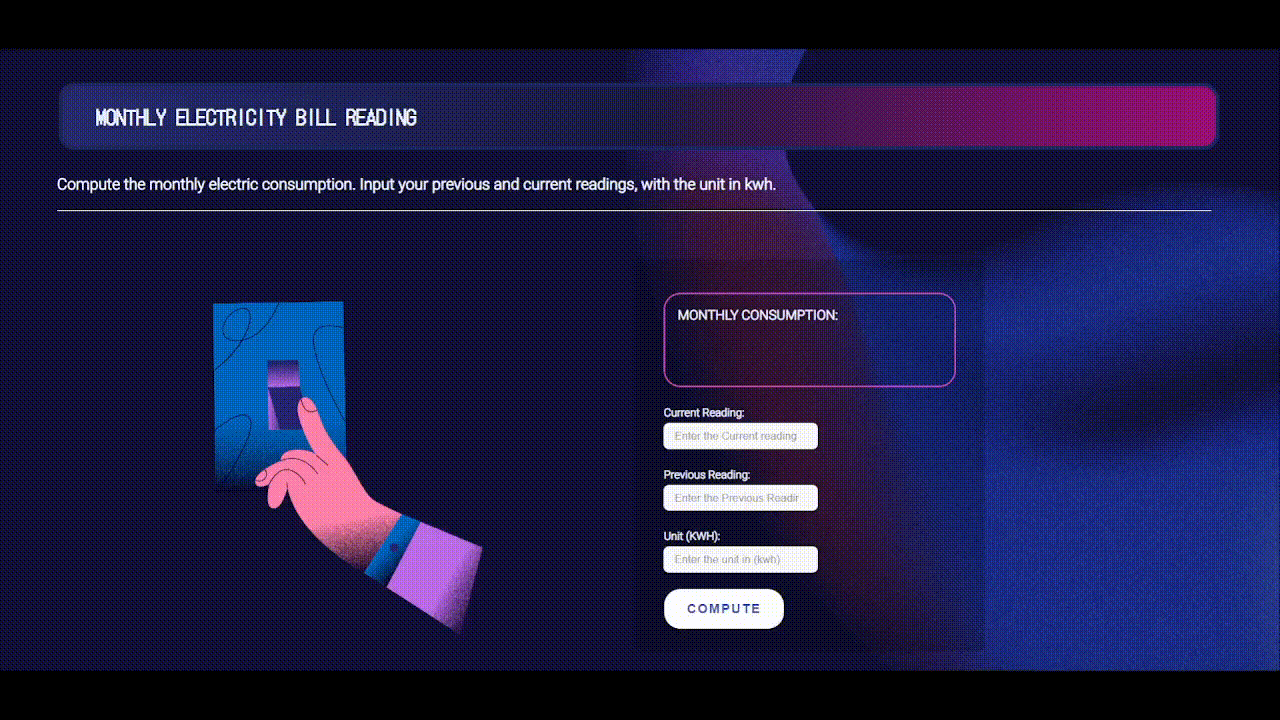 MONTHLY ELECTRICITY BILL READING
Compute the monthly electric consumption. Input your previous and current readings, with the unit in kwh.
MONTHLY CONSUMPTION:
Current Reading:
Enter the Current reading
Previous Reading:
Enter the Previous Readir
Unit (KWH):
Enter the unit in (kwh)
COMPUTE